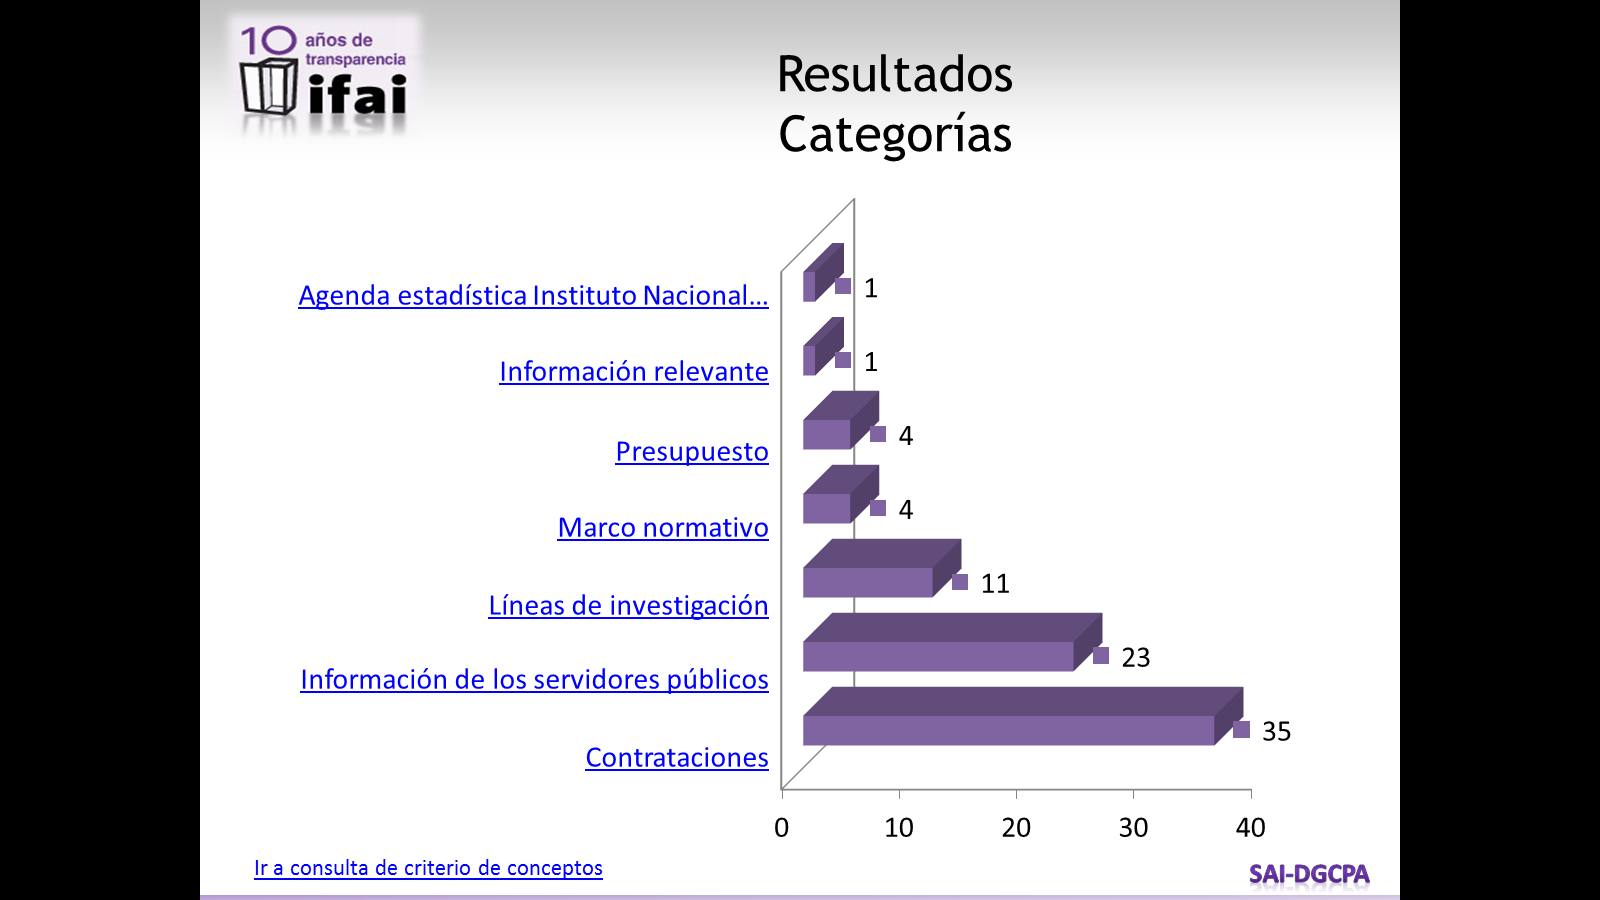 10 años de
transparencia
ifai
Resultados
Categorías
Agenda estadística Instituto Nacional...
1
Información relevante
1
Presupuesto
4
Marco normativo
4
Líneas de investigación
11
Información de los servidores públicos
23
Contrataciones
35
0 10 20 30 40
Ir a consulta de criterio de conceptos
SAI-DGCPA